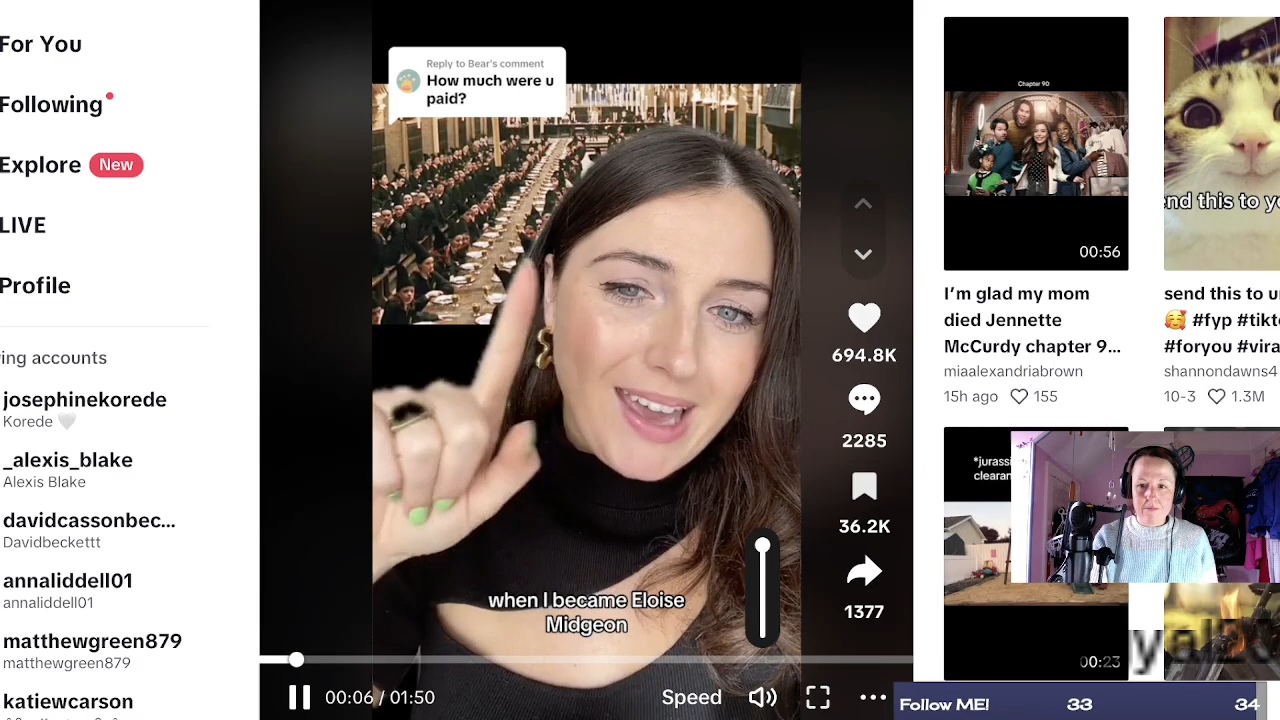 For You
Following
Explore New
LIVE
Profile
ing accounts
josephinekorede
Korede 🤍
_alexis_blake
Alexis Blake
davidcassonbec...
Davidbeckettt
annaliddell01
annaliddell01
matthewgreen879
matthewgreen879
katiewcarson
Reply to Bear's comment
How much were u
paid?
when I became Eloise
Midgeon
00:06 / 01:50
Speed
694.8K
2285
36.2K
1377
Chapter 90
00:56
I'm glad my mom
died Jennette
McCurdy chapter 9...
miaalexandriabrown
15h ago 155
send this to yo
send this to u
🥰 #fyp #tikt
#foryou #vira
shannondawns4
10-3 1.3M
*jurass
clearan
00:23
Follow ME! 33 34